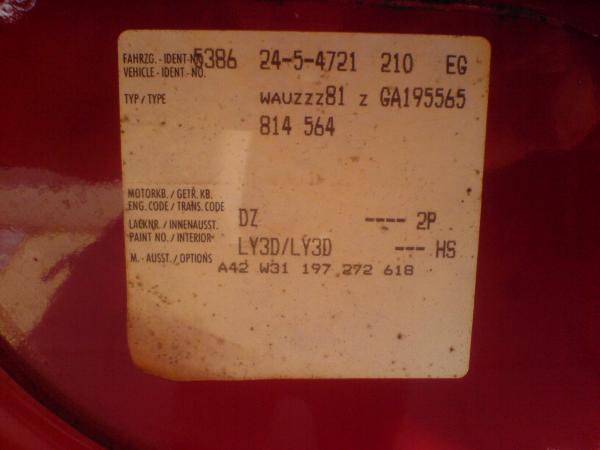 FAHRZG. - IDENT-NR. 5386 24-5-4721 210 EG
VEHICLE - IDENT - NO.
TYP / TYPE WAUZZZ81 Z GA195565
814 564
MOTORKB. / GETR. KB.
ENG. CODE / TRANS. CODE
LACKNR. / INNENAUSST. DZ ---- 2P
PAINT NO. / INTERIOR LY3D/LY3D --- HS
M. - AUSST. / OPTIONS
A42 W31 197 272 618